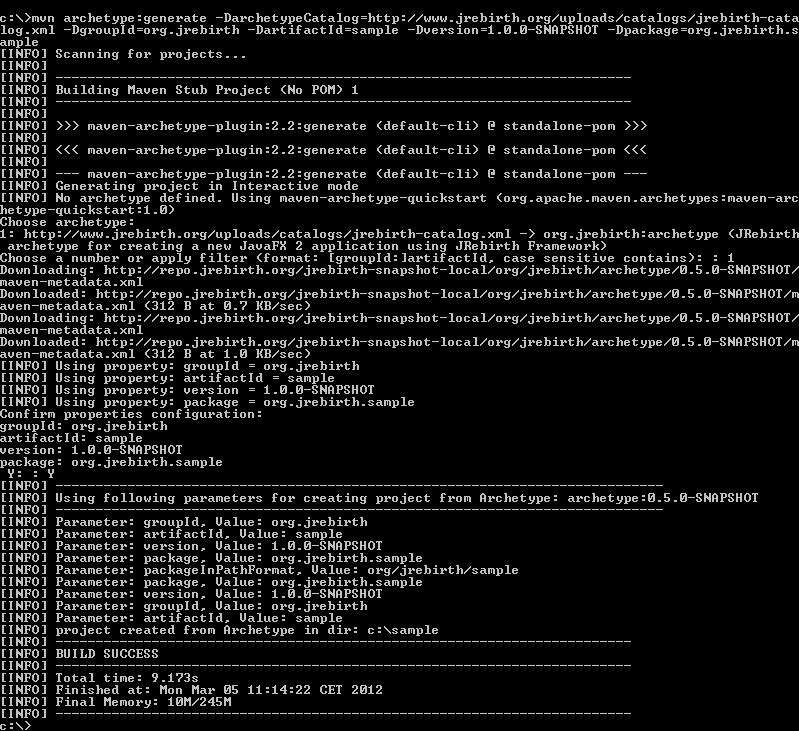 c:\>mvn archetype:generate -DarchetypeCatalog=http://www.jrebirth.org/uploads/catalogs/jrebirth-cata
log.xml -DgroupId=org.jrebirth -DartifactId=sample -Dversion=1.0.0-SNAPSHOT -Dpackage=org.jrebirth.s
ample
[INFO] Scanning for projects...
[INFO]
[INFO] ------------------------------------------------------------------------
[INFO] Building Maven Stub Project (No POM) 1
[INFO] ------------------------------------------------------------------------
[INFO]
[INFO] >>> maven-archetype-plugin:2.2:generate (default-cli) @ standalone-pom >>>
[INFO]
[INFO] <<< maven-archetype-plugin:2.2:generate (default-cli) @ standalone-pom <<<
[INFO]
[INFO] --- maven-archetype-plugin:2.2:generate (default-cli) @ standalone-pom ---
[INFO] Generating project in Interactive mode
[INFO] No archetype defined. Using maven-archetype-quickstart (org.apache.maven.archetypes:maven-arc
hetype-quickstart:1.0)
Choose archetype:
1: http://www.jrebirth.org/uploads/catalogs/jrebirth-catalog.xml -> org.jrebirth:archetype (JRebirth
 archetype for creating a new JavaFX 2 application using JRebirth Framework)
Choose a number or apply filter (format: [groupId:]artifactId, case sensitive contains): : 1
Downloading: http://repo.jrebirth.org/jrebirth-snapshot-local/org/jrebirth/archetype/0.5.0-SNAPSHOT/
maven-metadata.xml
Downloaded: http://repo.jrebirth.org/jrebirth-snapshot-local/org/jrebirth/archetype/0.5.0-SNAPSHOT/m
aven-metadata.xml (312 B at 0.7 KB/sec)
Downloading: http://repo.jrebirth.org/jrebirth-snapshot-local/org/jrebirth/archetype/0.5.0-SNAPSHOT/
maven-metadata.xml
Downloaded: http://repo.jrebirth.org/jrebirth-snapshot-local/org/jrebirth/archetype/0.5.0-SNAPSHOT/m
aven-metadata.xml (312 B at 1.0 KB/sec)
[INFO] Using property: groupId = org.jrebirth
[INFO] Using property: artifactId = sample
[INFO] Using property: version = 1.0.0-SNAPSHOT
[INFO] Using property: package = org.jrebirth.sample
Confirm properties configuration:
groupId: org.jrebirth
artifactId: sample
version: 1.0.0-SNAPSHOT
package: org.jrebirth.sample
 Y: : Y
[INFO] ----------------------------------------------------------------------------
[INFO] Using following parameters for creating project from Archetype: archetype:0.5.0-SNAPSHOT
[INFO] ----------------------------------------------------------------------------
[INFO] Parameter: groupId, Value: org.jrebirth
[INFO] Parameter: artifactId, Value: sample
[INFO] Parameter: version, Value: 1.0.0-SNAPSHOT
[INFO] Parameter: package, Value: org.jrebirth.sample
[INFO] Parameter: packageInPathFormat, Value: org/jrebirth/sample
[INFO] Parameter: package, Value: org.jrebirth.sample
[INFO] Parameter: version, Value: 1.0.0-SNAPSHOT
[INFO] Parameter: groupId, Value: org.jrebirth
[INFO] Parameter: artifactId, Value: sample
[INFO] project created from Archetype in dir: c:\sample
[INFO] ------------------------------------------------------------------------
[INFO] BUILD SUCCESS
[INFO] ------------------------------------------------------------------------
[INFO] Total time: 9.173s
[INFO] Finished at: Mon Mar 05 11:14:22 CET 2012
[INFO] Final Memory: 10M/245M
[INFO] ------------------------------------------------------------------------
c:\>